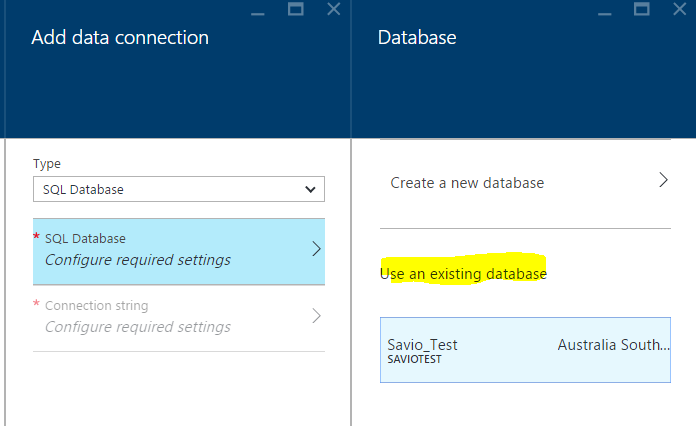 Add data connection
Type
SQL Database
* SQL Database
Configure required settings
* Connection string
Configure required settings
Database
Create a new database
Use an existing database
Savio_Test Australia South...
SAVIOTEST